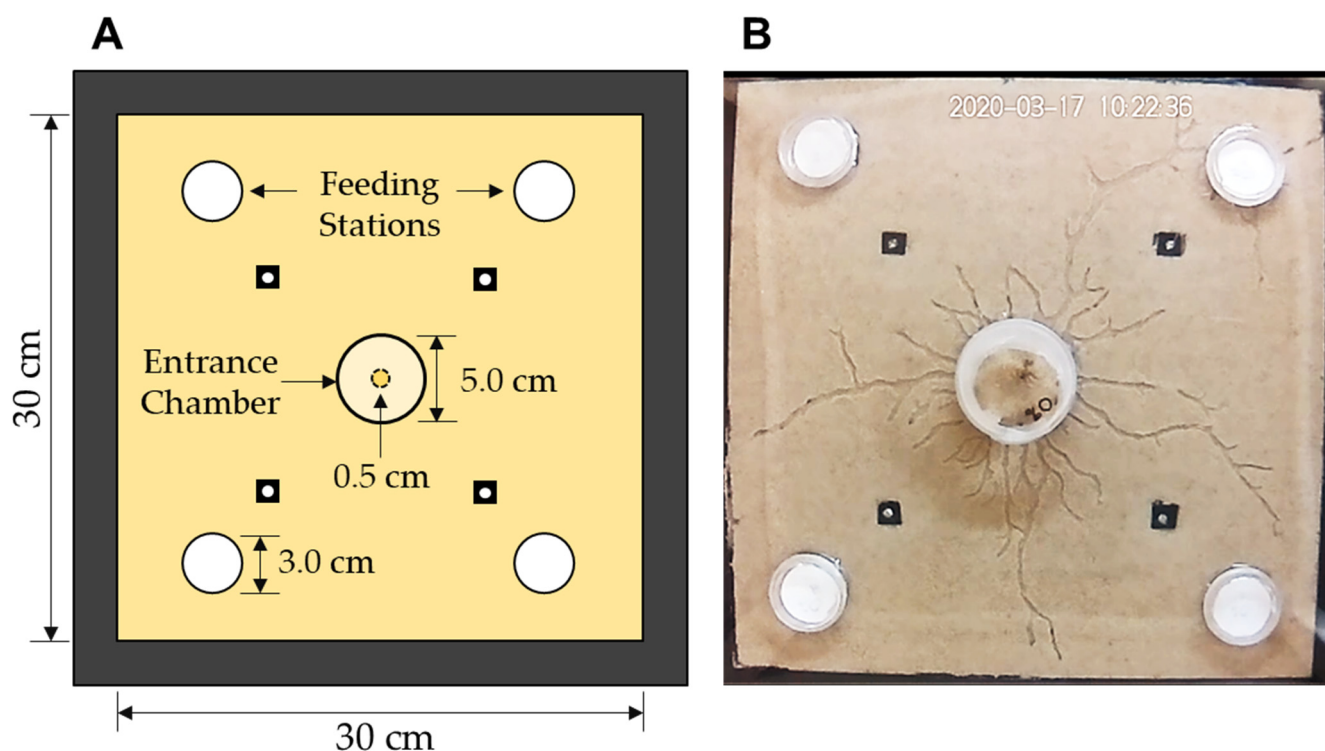 A
B
2020-03-17 10:22:36
Feeding
Stations
30 cm
Entrance
Chamber
5.0 cm
0.5 cm
3.0 cm
30 cm